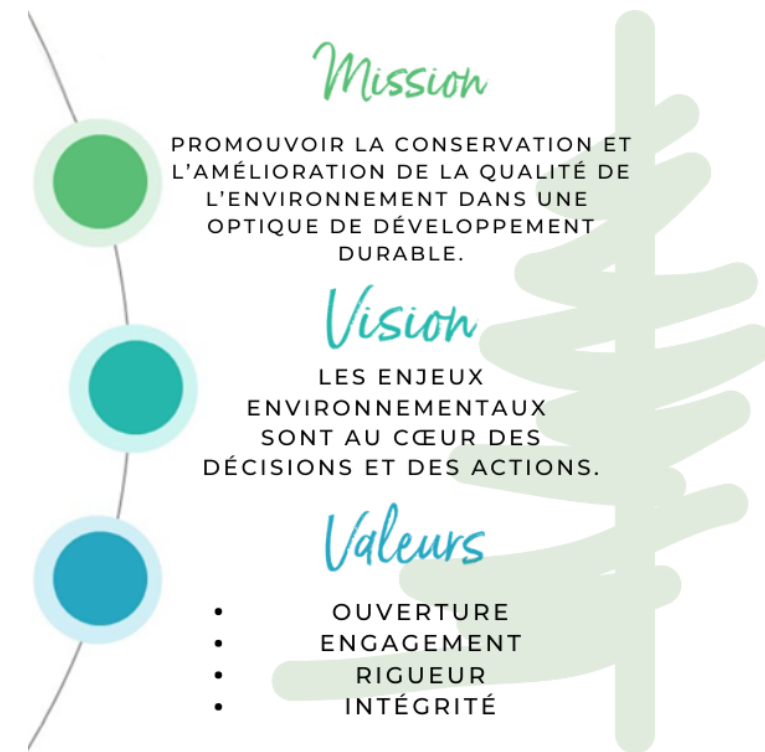 Mission
PROMOUVOIR LA CONSERVATION ET
L'AMÉLIORATION DE LA QUALITÉ DE
L'ENVIRONNEMENT DANS UNE
OPTIQUE DE DÉVELOPPEMENT
DURABLE.
Vision
LES ENJEUX
ENVIRONNEMENTAUX
SONT AU CŒUR DES
DÉCISIONS ET DES ACTIONS.
Valeurs
• OUVERTURE
• ENGAGEMENT
• RIGUEUR
• INTÉGRITÉ